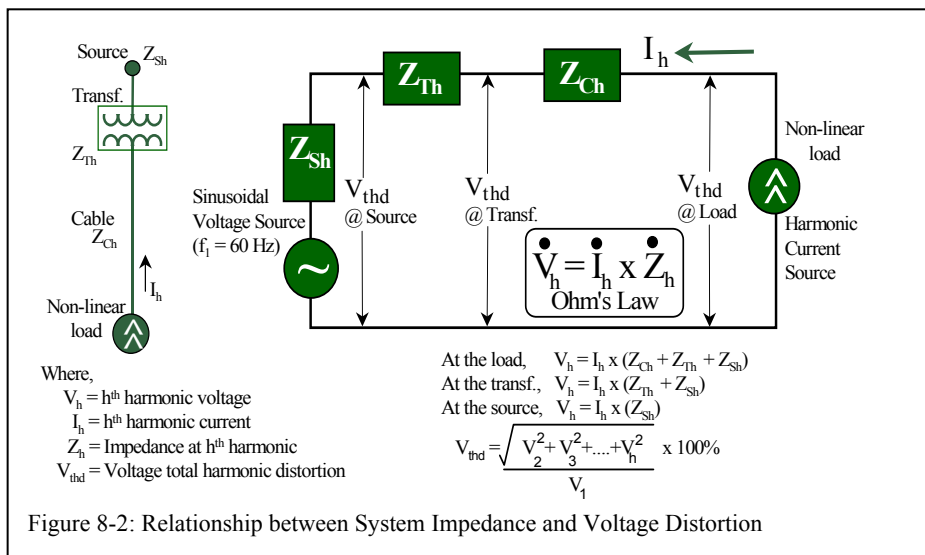 Source Z_Sh
Transf.
Z_Th
Cable
Z_Ch
I_h
Non-linear
load
Where,
V_h = h^th harmonic voltage
I_h = h^th harmonic current
Z_h = Impedance at h^th harmonic
V_thd = Voltage total harmonic distortion
Z_Th
Z_Ch
I_h
Z_Sh
Sinusoidal
Voltage Source
(f_1 = 60 Hz)
~
V_thd
@ Source
V_thd
@ Transf.
V_thd
@ Load
Non-linear
load
Harmonic
Current
Source
V̇_h = İ_h x Ż_h
Ohm's Law
At the load, V_h = I_h x (Z_Ch + Z_Th + Z_Sh)
At the transf., V_h = I_h x (Z_Th + Z_Sh)
At the source, V_h = I_h x (Z_Sh)
V_thd = √(V_2^2 + V_3^2 + .... + V_h^2) x 100%
V_1
Figure 8-2: Relationship between System Impedance and Voltage Distortion